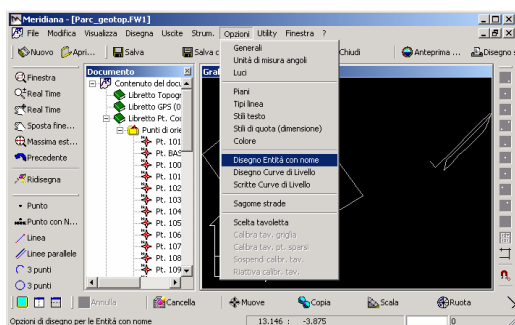 Meridiana - [Parc_geotop.FW1]
File Modifica Visualizza Disegna Uscite Strum. Opzioni Utility Finestra ?
Nuovo Apri... Salva Salva c Chiudi Anteprima ... Disegno s
Finestra
Real Time
Real Time
Sposta fine...
Massima est...
Precedente
Ridisegna
Punto
Punto con N...
Linea
Linee parallele
3 punti
3 punti
Documento
Contenuto del docu
Libretto Topogr
Libretto GPS (0
Libretto Pt. Coo
Punti di orie
Pt. 101
Pt. BAS
Pt. 100
Pt. 101
Pt. 102
Pt. 103
Pt. 104
Pt. 105
Pt. 106
Pt. 107
Pt. 108
Pt. 109
Graf
Generali
Unità di misura angoli
Luci
Piani
Tipi linea
Stili testo
Stili di quota (dimensione)
Colore
Disegno Entità con nome
Disegno Curve di Livello
Scritte Curve di Livello
Sagome strade
Scelta tavoletta
Calibra tav. griglia
Calibra tav. pt. sparsi
Sospendi calibr. tav.
Riattiva calibr. tav.
Annulla Cancella Muove Copia Scala Ruota
Opzioni di disegno per le Entità con nome 13.146 : -3.875 0